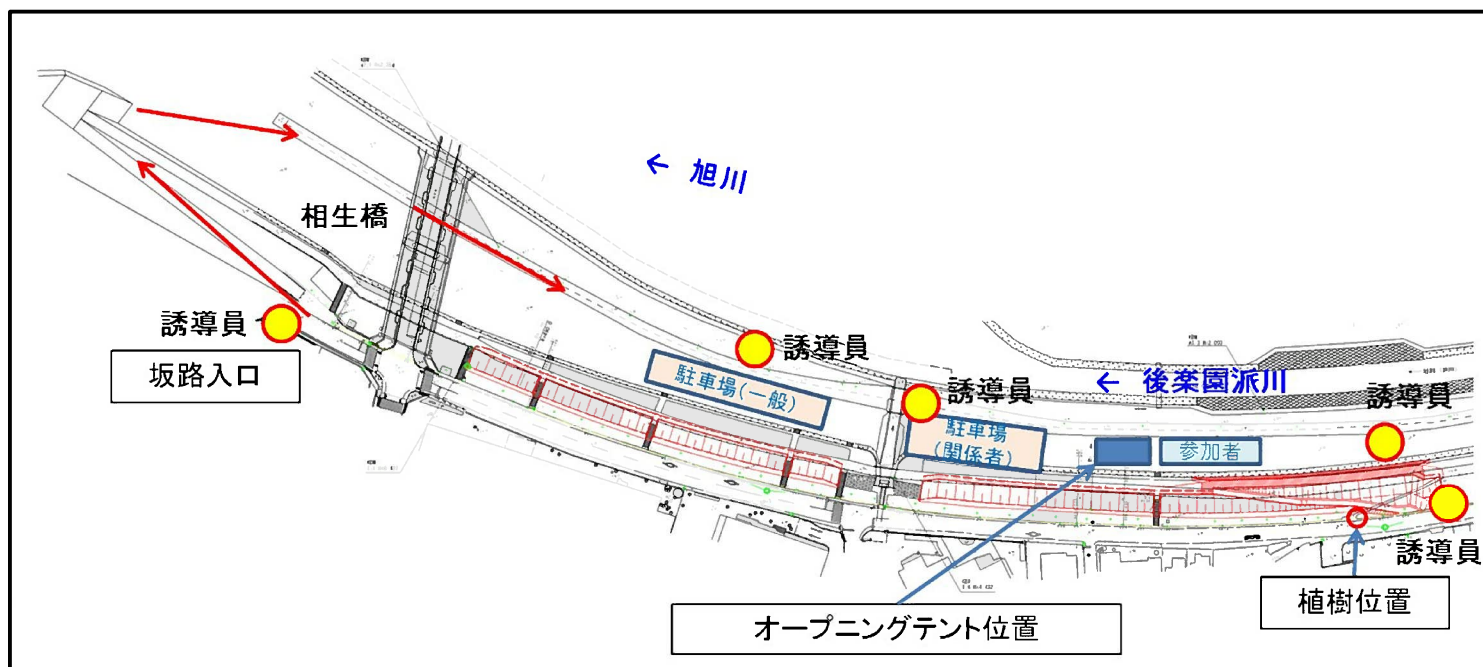 ← 旭川
相生橋
誘導員
坂路入口
誘導員
駐車場(一般)
誘導員
← 後楽園派川
誘導員
駐車場
(関係者)
参加者
誘導員
植樹位置
オープニングテント位置